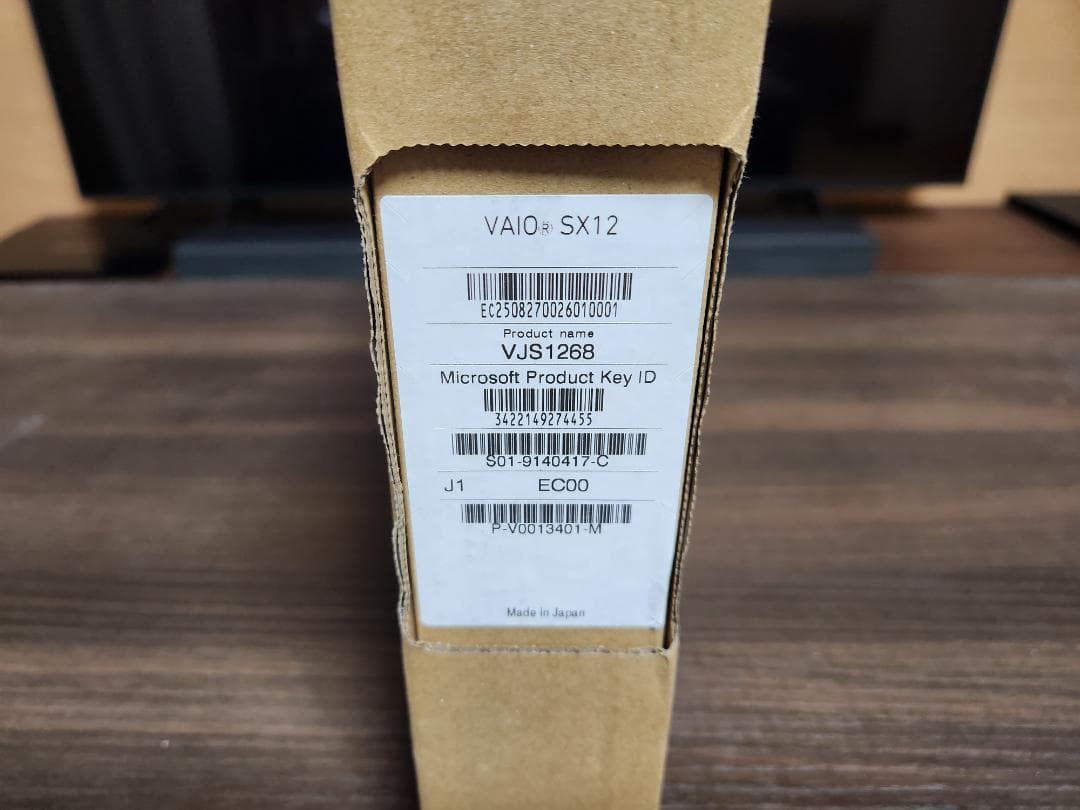 VAIO® SX12
EC2508270026010001
Product name
VJS1268
Microsoft Product Key ID
3422149274455
S01-9140417-C
J1 EC00
P-V0013401-M
Made in Japan